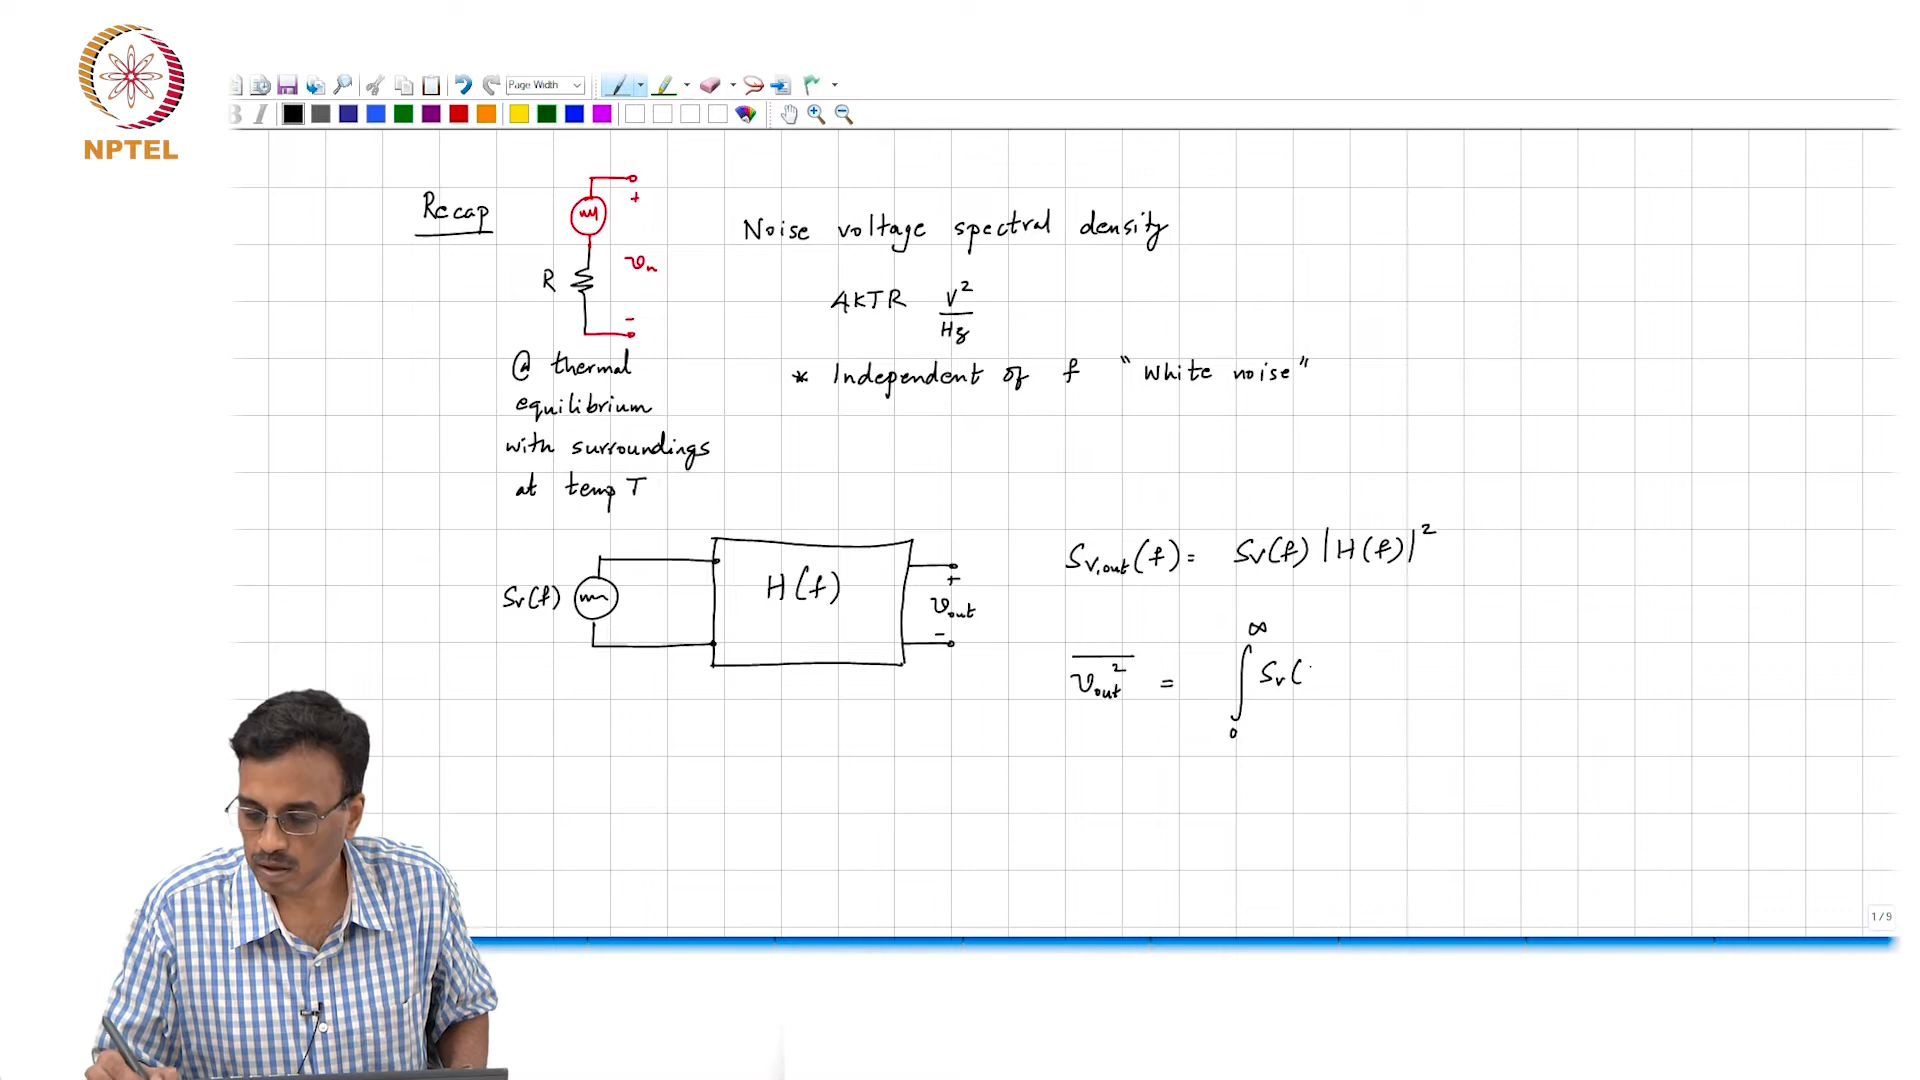 NPTEL
Page Width
B I
Recap
+
Noise voltage spectral density
vn
R
4kTR V²/Hz
-
@ thermal
equilibrium
with surroundings
at temp T
* Independent of f "White noise"
Sv(f)
H(f)
+
vout
-
Sv,out(f) = Sv(f) |H(f)|²
vout² = ∫0^∞ Sv(
1/9